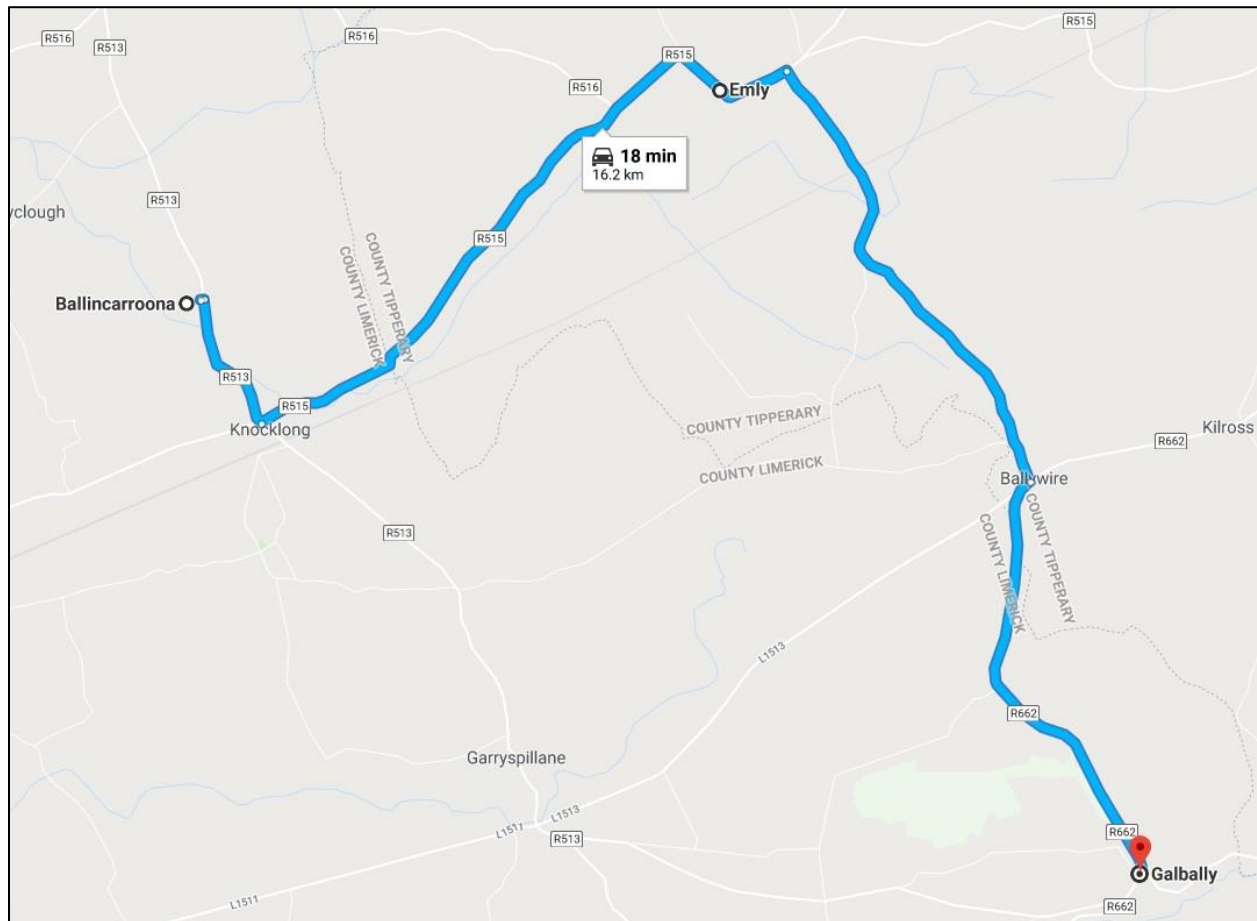 R516
R513
R516
R515
R515
Emly
R516
18 min
16.2 km
R513
yclough
R515
COUNTY TIPPERARY
COUNTY LIMERICK
Ballincarroona
R513
R515
Knocklong
COUNTY TIPPERARY
COUNTY LIMERICK
R662
Kilross
Ballywire
R513
COUNTY TIPPERARY
COUNTY LIMERICK
L1513
R662
Garryspillane
L1513
L1511
R513
R662
Galbally
L1511
R662